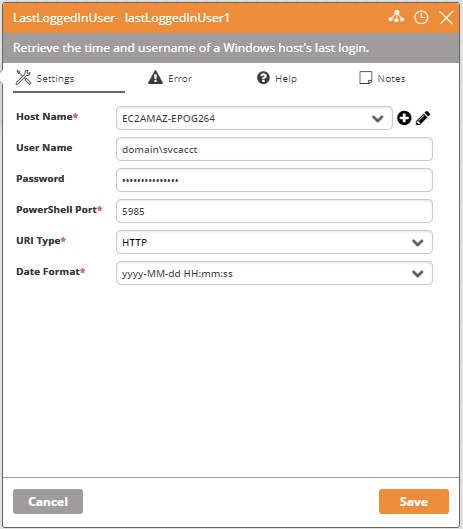 LastLoggedInUser- lastLoggedInUser1
Retrieve the time and username of a Windows host's last login.
Settings Error Help Notes
Host Name* EC2AMAZ-EPOG264
User Name domain\svcacct
Password •••••••••••••••
PowerShell Port* 5985
URI Type* HTTP
Date Format* yyyy-MM-dd HH:mm:ss
Cancel Save